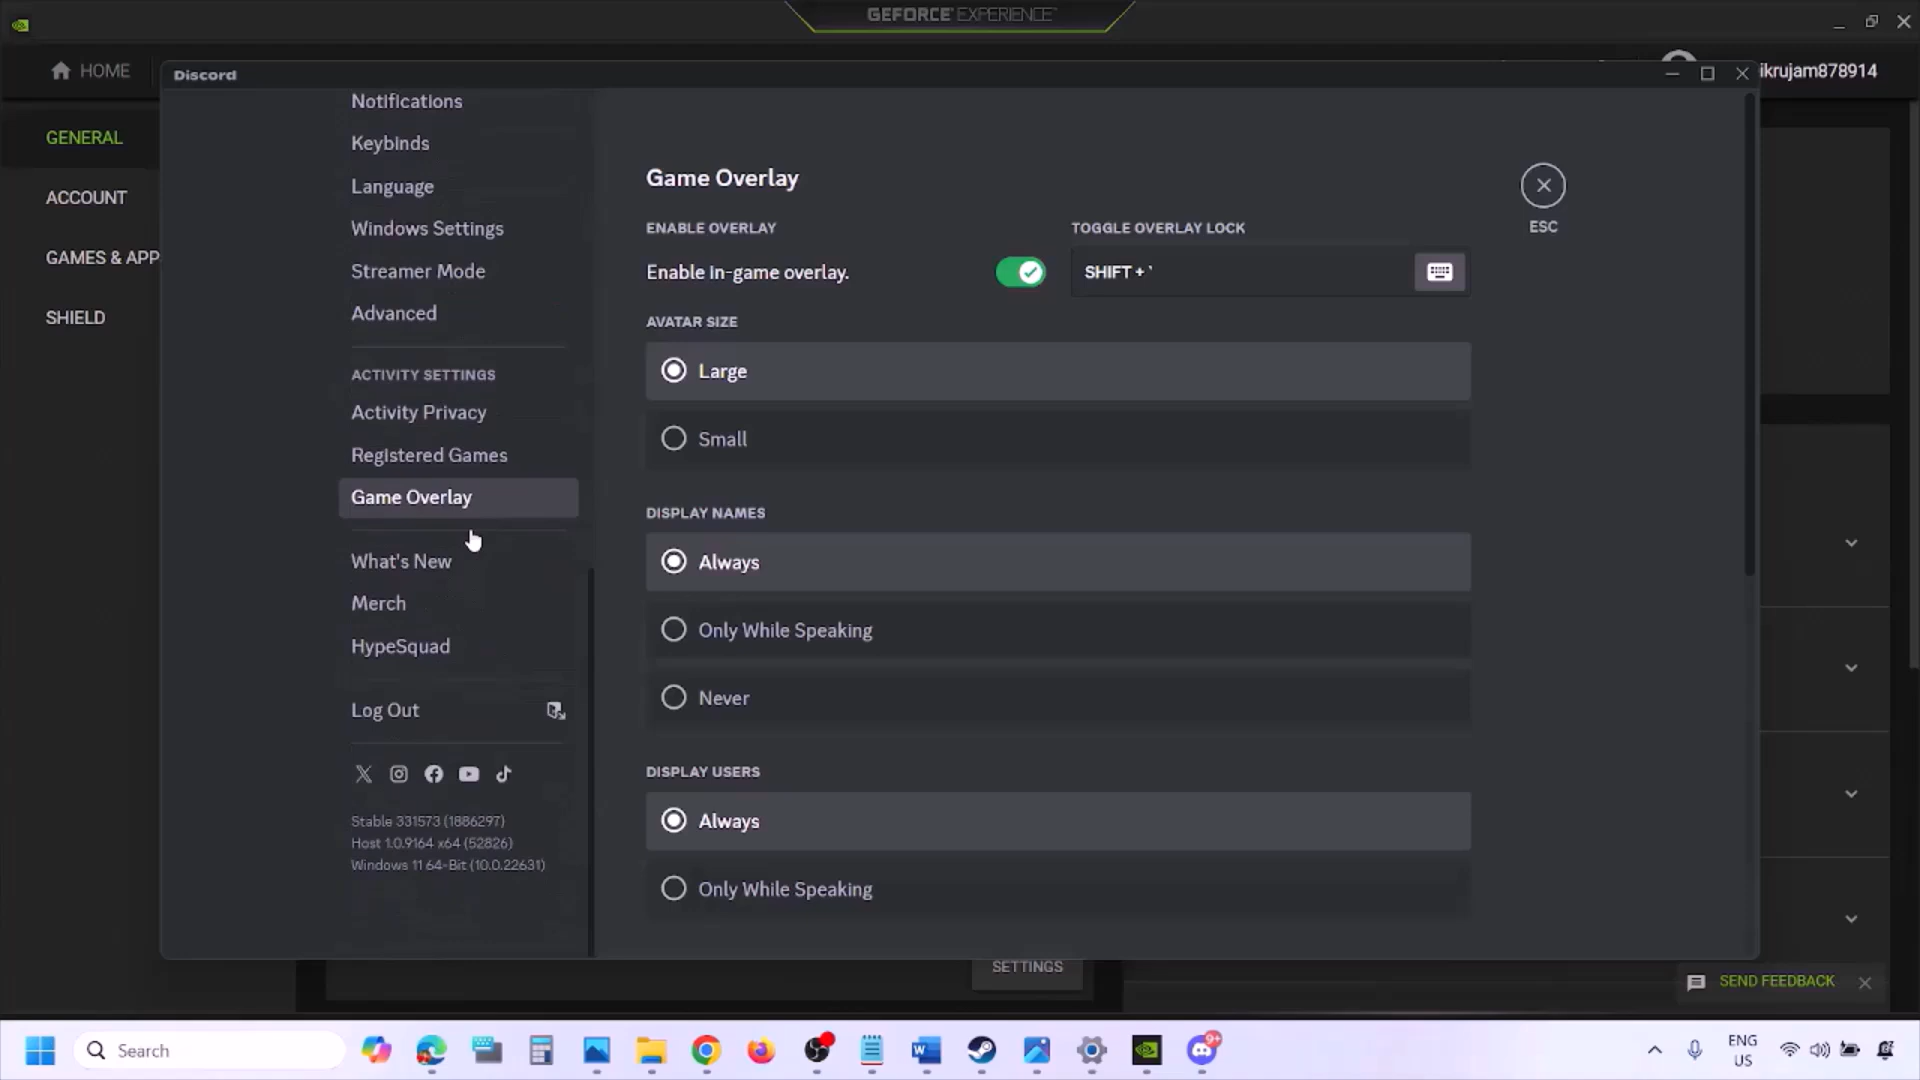 GEFORCE EXPERIENCE
HOME
ikrujam878914
GENERAL
ACCOUNT
GAMES & APP
SHIELD
Discord
Notifications
Keybinds
Language
Windows Settings
Streamer Mode
Advanced
ACTIVITY SETTINGS
Activity Privacy
Registered Games
Game Overlay
What's New
Merch
HypeSquad
Log Out
Stable 331573 (1886297)
Host 1.0.9164 x64 (52826)
Windows 11 64-Bit (10.0.22631)
Game Overlay
ESC
ENABLE OVERLAY
Enable in-game overlay.
TOGGLE OVERLAY LOCK
SHIFT + `
AVATAR SIZE
Large
Small
DISPLAY NAMES
Always
Only While Speaking
Never
DISPLAY USERS
Always
Only While Speaking
SETTINGS
SEND FEEDBACK
Search
9+
ENG
US